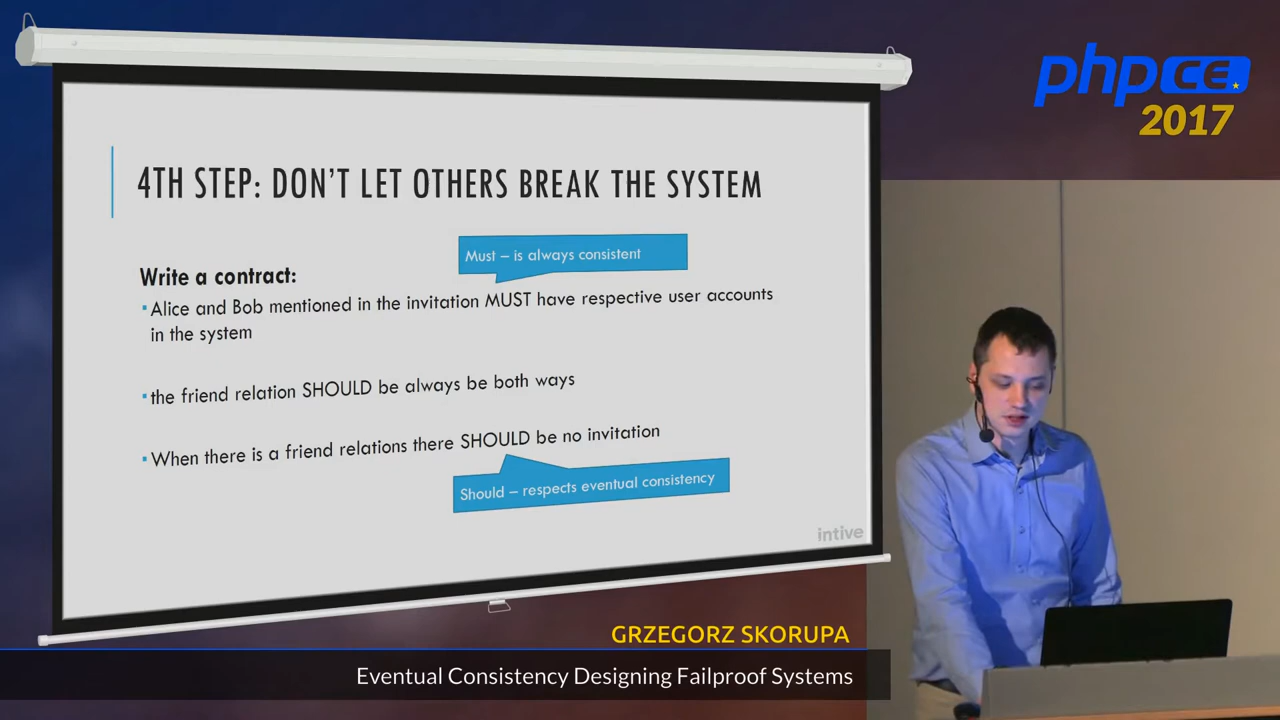 phpCE
2017
4TH STEP: DON'T LET OTHERS BREAK THE SYSTEM
Must – is always consistent
Write a contract:
▪Alice and Bob mentioned in the invitation MUST have respective user accounts
in the system
▪the friend relation SHOULD be always be both ways
▪When there is a friend relations there SHOULD be no invitation
Should – respects eventual consistency
intive
GRZEGORZ SKORUPA
Eventual Consistency Designing Failproof Systems